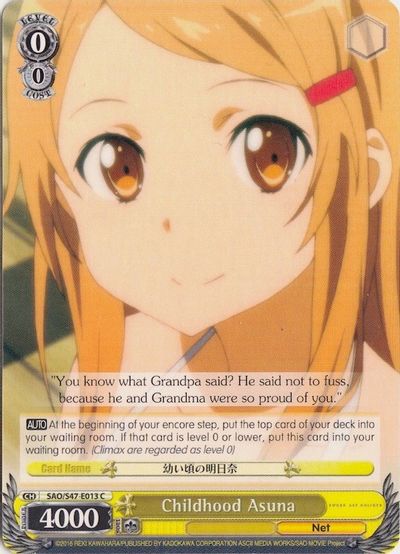 LEVEL
0
0
COST
"You know what Grandpa said? He said not to fuss,
because he and Grandma were so proud of you."
AUTO At the beginning of your encore step, put the top card of your deck into
your waiting room. If that card is level 0 or lower, put this card into your
waiting room. (Climax are regarded as level 0)
Card Name 幼い頃の明日奈
CH SAO/S47-E013 C
Childhood Asuna
4000
Net
©2016 REKI KAWAHARA/PUBLISHED BY KADOKAWA CORPORATION ASCII MEDIA WORKS/SAO MOVIE Project